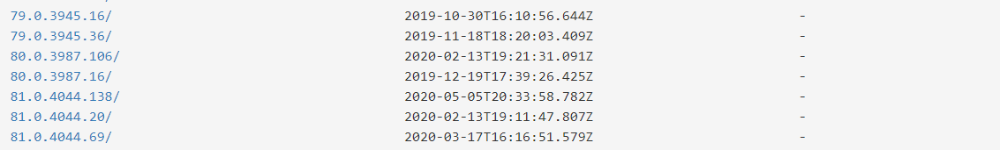 79.0.3945.16/ 2019-10-30T16:10:56.644Z -
79.0.3945.36/ 2019-11-18T18:20:03.409Z -
80.0.3987.106/ 2020-02-13T19:21:31.091Z -
80.0.3987.16/ 2019-12-19T17:39:26.425Z -
81.0.4044.138/ 2020-05-05T20:33:58.782Z -
81.0.4044.20/ 2020-02-13T19:11:47.807Z -
81.0.4044.69/ 2020-03-17T16:16:51.579Z -